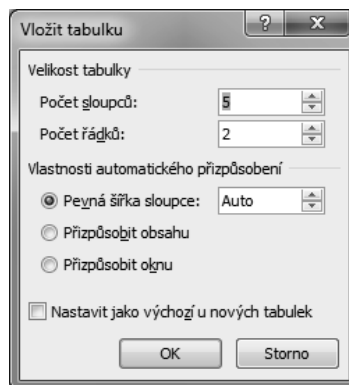 Vložit tabulku
Velikost tabulky
Počet sloupců: 5
Počet řádků: 2
Vlastnosti automatického přizpůsobení
Pevná šířka sloupce: Auto
Přizpůsobit obsahu
Přizpůsobit oknu
Nastavit jako výchozí u nových tabulek
OK Storno